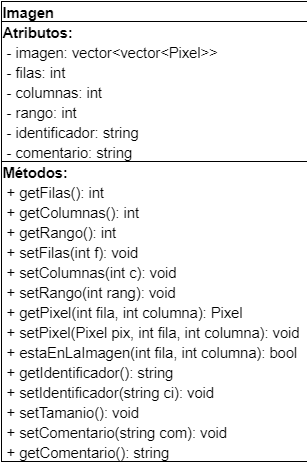 Imagen
Atributos:
- imagen: vector<vector<Pixel>>
- filas: int
- columnas: int
- rango: int
- identificador: string
- comentario: string
Métodos:
+ getFilas(): int
+ getColumnas(): int
+ getRango(): int
+ setFilas(int f): void
+ setColumnas(int c): void
+ setRango(int rang): void
+ getPixel(int fila, int columna): Pixel
+ setPixel(Pixel pix, int fila, int columna): void
+ estaEnLaImagen(int fila, int columna): bool
+ getIdentificador(): string
+ setIdentificador(string ci): void
+ setTamanio(): void
+ setComentario(string com): void
+ getComentario(): string